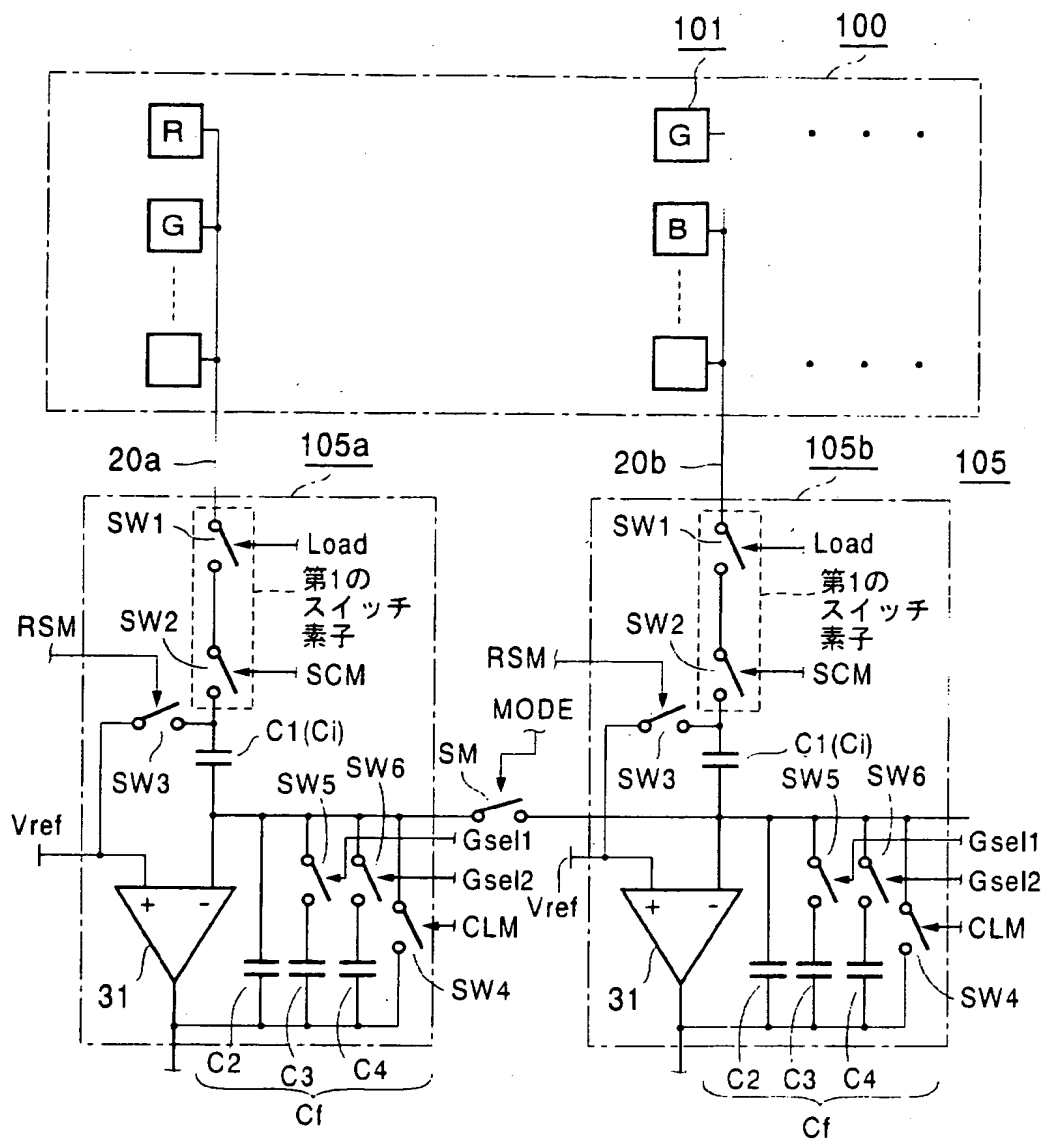 101
100
R
G
G
B
20a
105a
20b
105b
105
SW1
Load
第1の
スイッチ
素子
SW2
RSM
SCM
SW3
C1(Ci)
SW5
SW6
Vref
Gsel1
Gsel2
CLM
+
-
31
SW4
C2
C3
C4
Cf
MODE
SM
SW1
Load
第1の
スイッチ
素子
SW2
RSM
SCM
SW3
C1(Ci)
SW5
SW6
Vref
Gsel1
Gsel2
CLM
+
-
31
SW4
C2
C3
C4
Cf